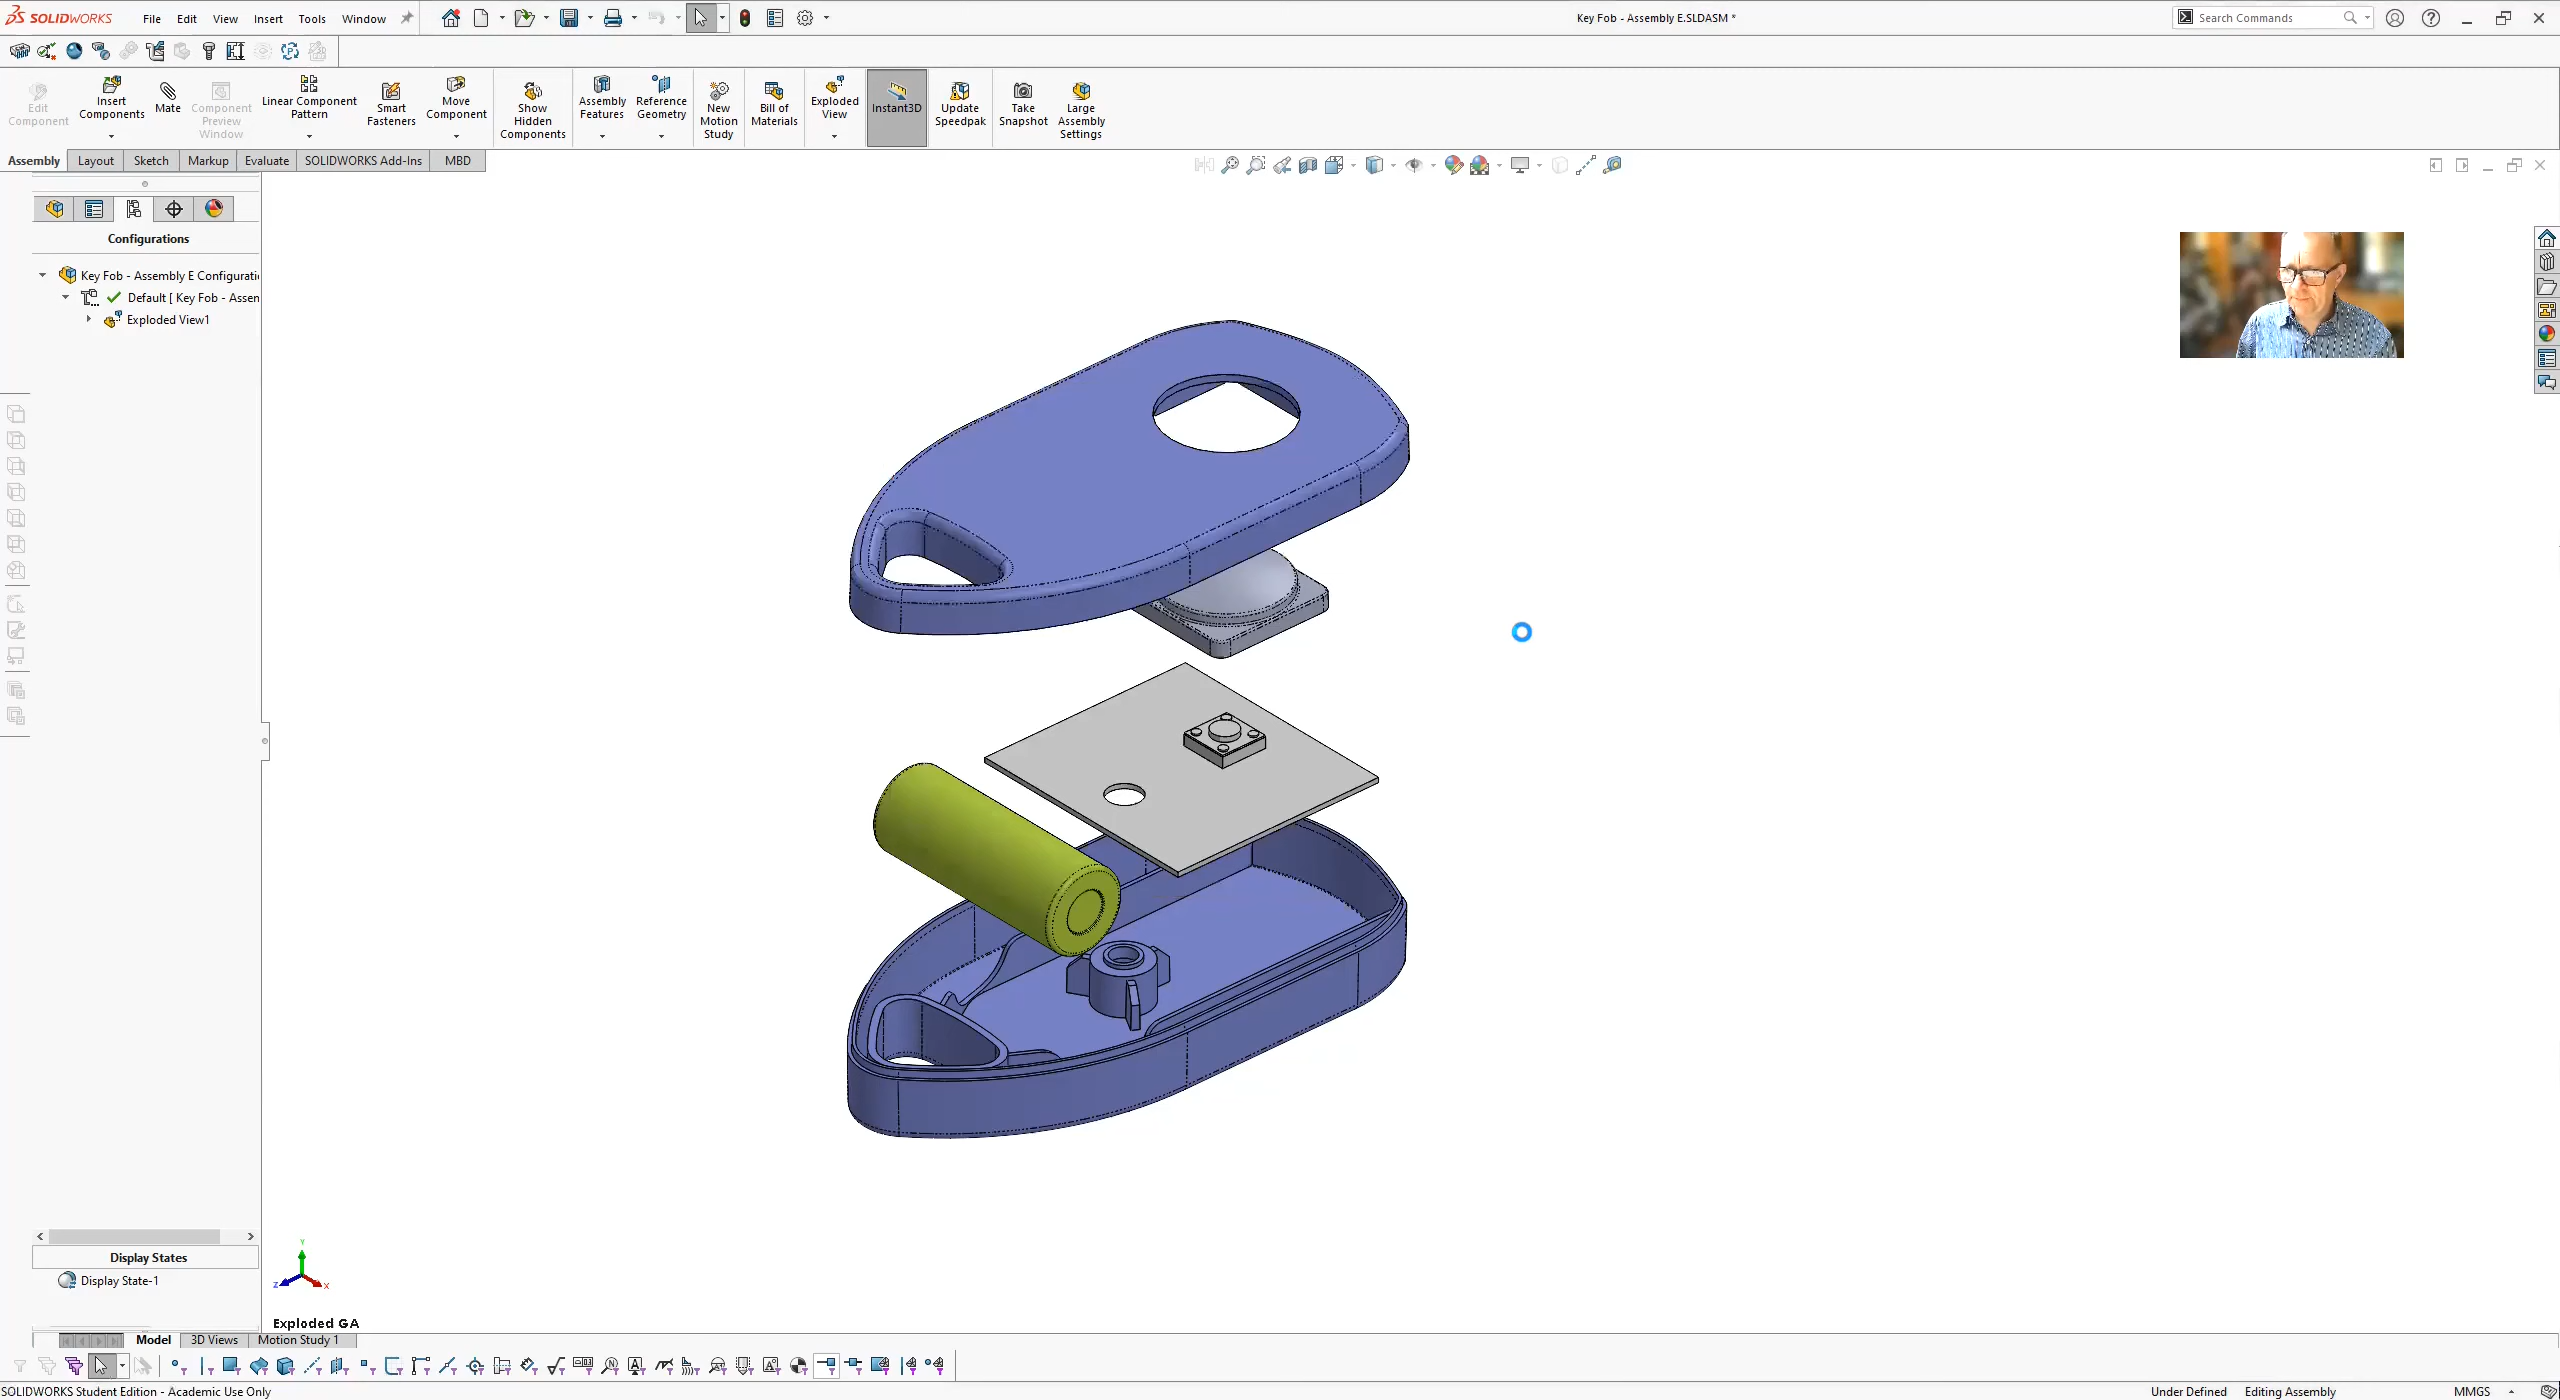 SOLIDWORKS File Edit View Insert Tools Window Key Fob - Assembly E.SLDASM * Search Commands
Edit Component
Insert Components
Mate
Component Preview Window
Linear Component Pattern
Smart Fasteners
Move Component
Show Hidden Components
Assembly Features
Reference Geometry
New Motion Study
Bill of Materials
Exploded View
Instant3D
Update Speedpak
Take Snapshot
Large Assembly Settings
Assembly Layout Sketch Markup Evaluate SOLIDWORKS Add-Ins MBD
Configurations
Key Fob - Assembly E Configurati
Default [ Key Fob - Assen
Exploded View1
Display States
Display State-1
Y
Z
X
Exploded GA
Model 3D Views Motion Study 1
SOLIDWORKS Student Edition - Academic Use Only Under Defined Editing Assembly MMGS